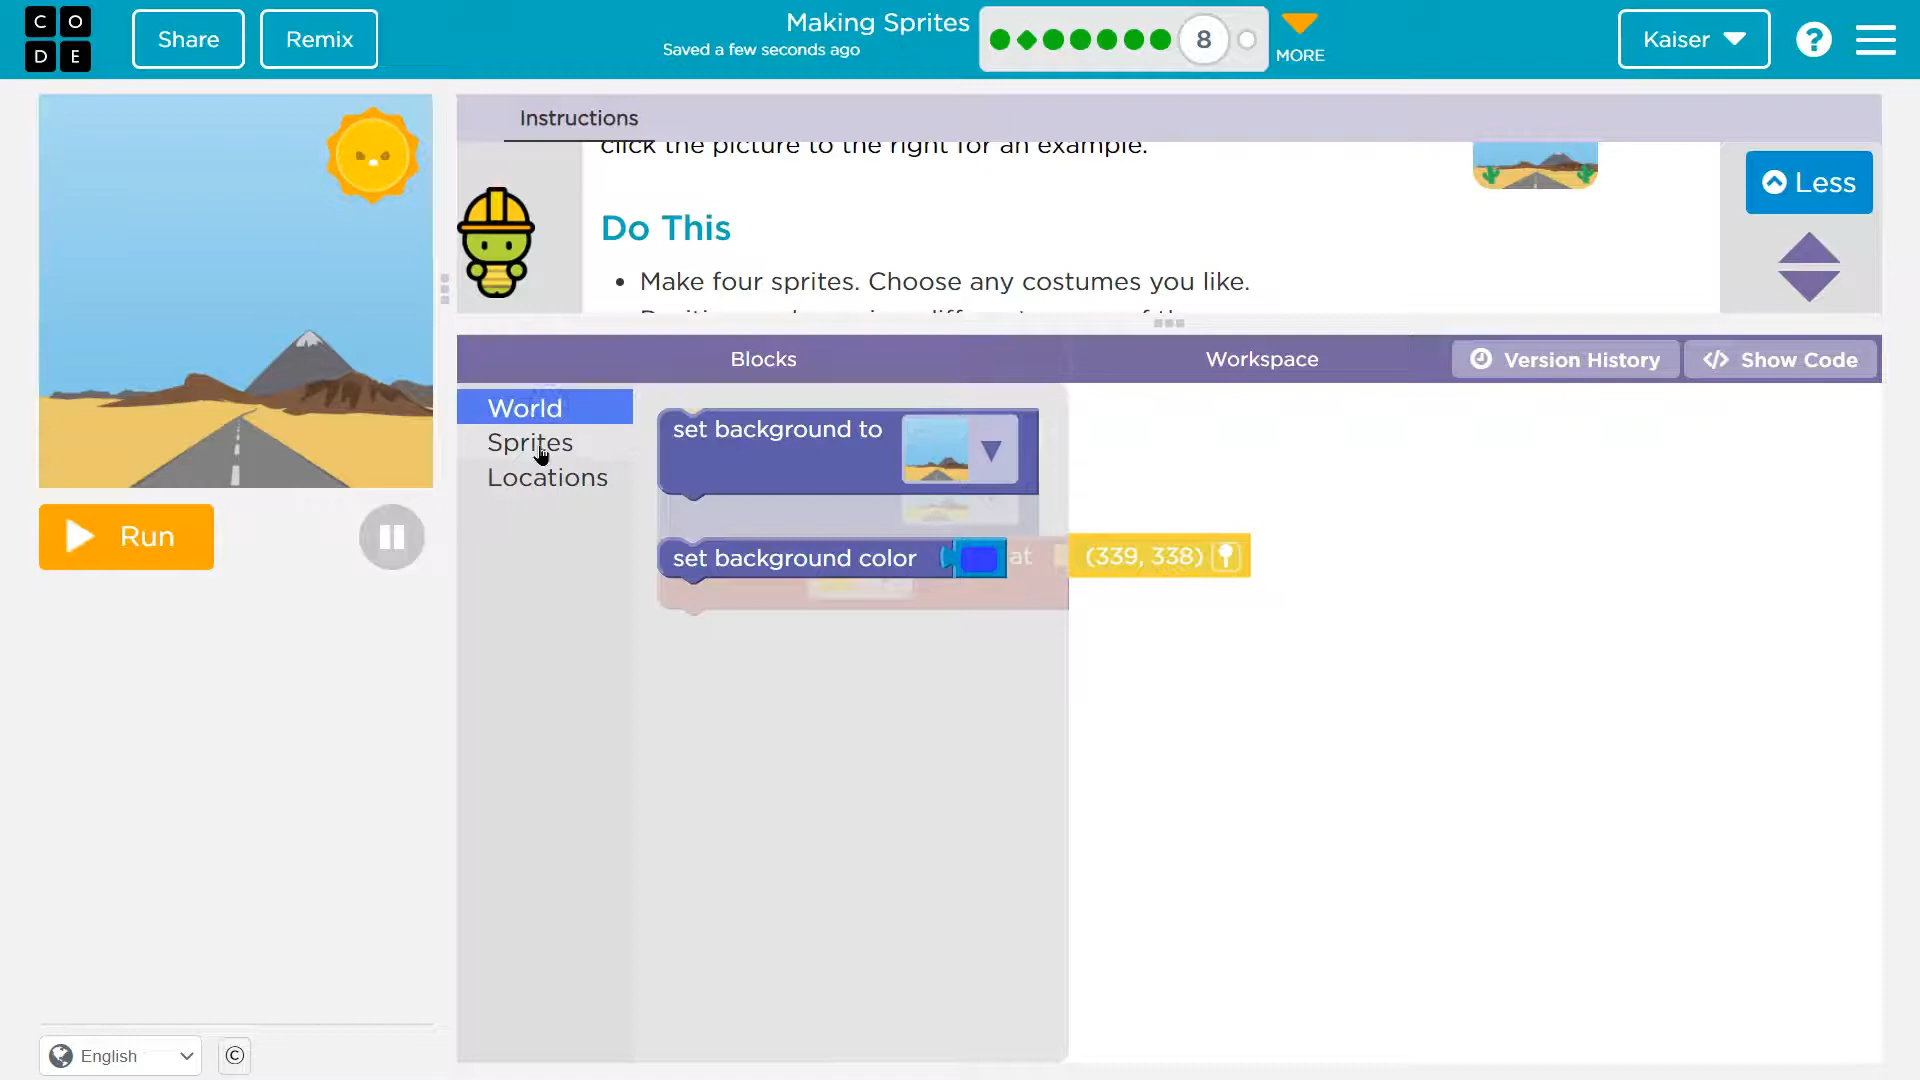 C O D E
Share
Remix
Making Sprites
Saved a few seconds ago
8
MORE
Kaiser
?
Instructions
click the picture to the right for an example.
Do This
• Make four sprites. Choose any costumes you like.
Less
Blocks
Workspace
Version History
Show Code
World
Sprites
Locations
set background to
set background color
at
(339, 338)
Run
English
©